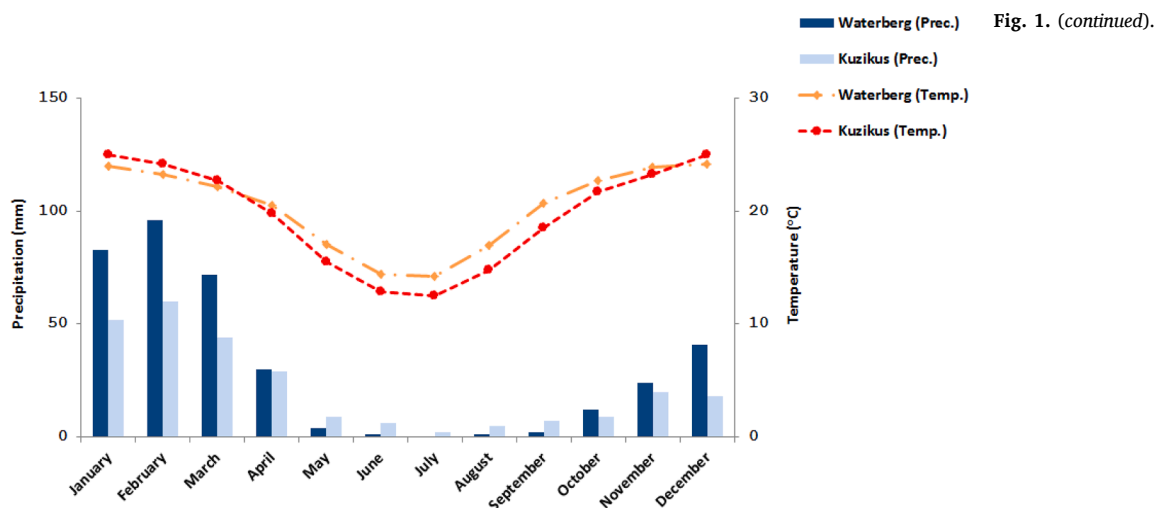 Waterberg (Prec.)
Fig. 1. (continued).
Kuzikus (Prec.)
Waterberg (Temp.)
Kuzikus (Temp.)
150
30
100
20
50
10
0
0
Precipitation (mm)
Temperature (°C)
January
February
March
April
May
June
July
August
September
October
November
December